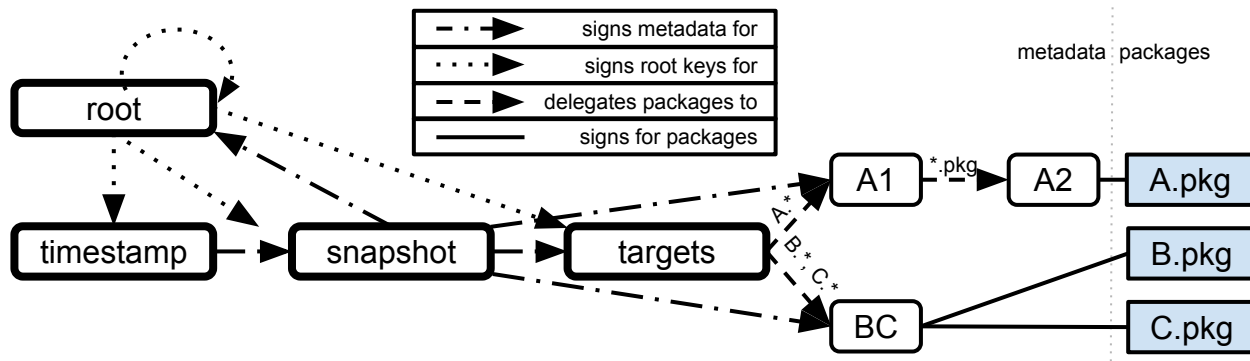 signs metadata for
signs root keys for
delegates packages to
signs for packages
metadata packages
root
A1
*.pkg
A2
A.pkg
A.*
timestamp
snapshot
targets
B.*, C.*
B.pkg
BC
C.pkg